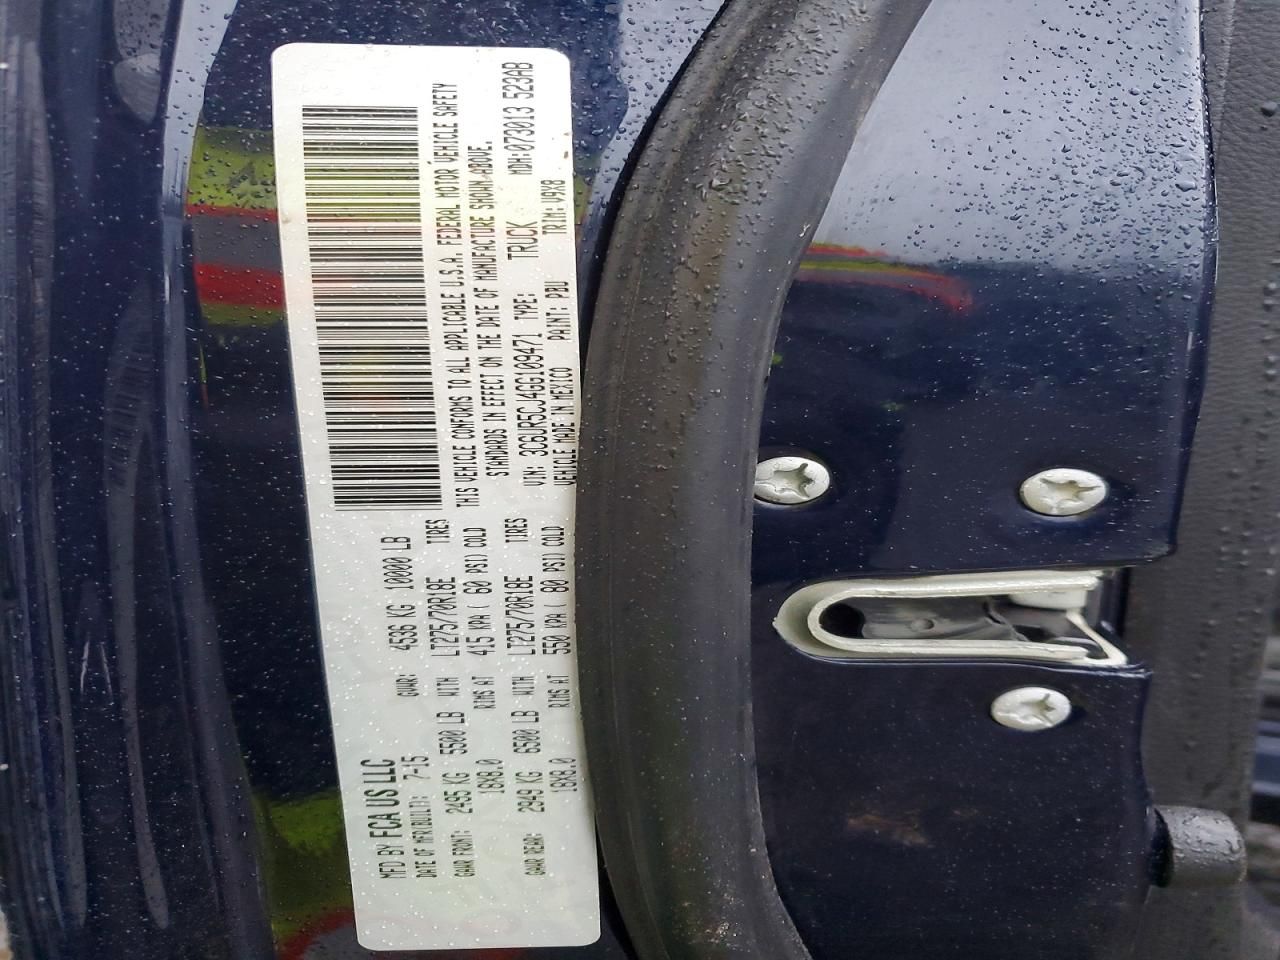 MFD BY FCA US LLC
DATE OF MFR(BUILT): 7-15 GVWR: 4536 KG 10000 LB
GAWR FRONT: 2495 KG 5500 LB WITH LT275/70R18E TIRES
18X8.0 RIMS AT 415 KPA( 60 PSI) COLD
GAWR REAR: 2949 KG 6500 LB WITH LT275/70R18E TIRES
18X8.0 RIMS AT 550 KPA( 80 PSI) COLD
THIS VEHICLE CONFORMS TO ALL APPLICABLE U.S.A. FEDERAL MOTOR VEHICLE SAFETY
STANDARDS IN EFFECT ON THE DATE OF MANUFACTURE SHOWN ABOVE.
VIN: 3C6UR5CJ4GG109471 TYPE: TRUCK MDH:073013 523AB
VEHICLE MADE IN MEXICO PAINT: PBU TRIM: V9X8